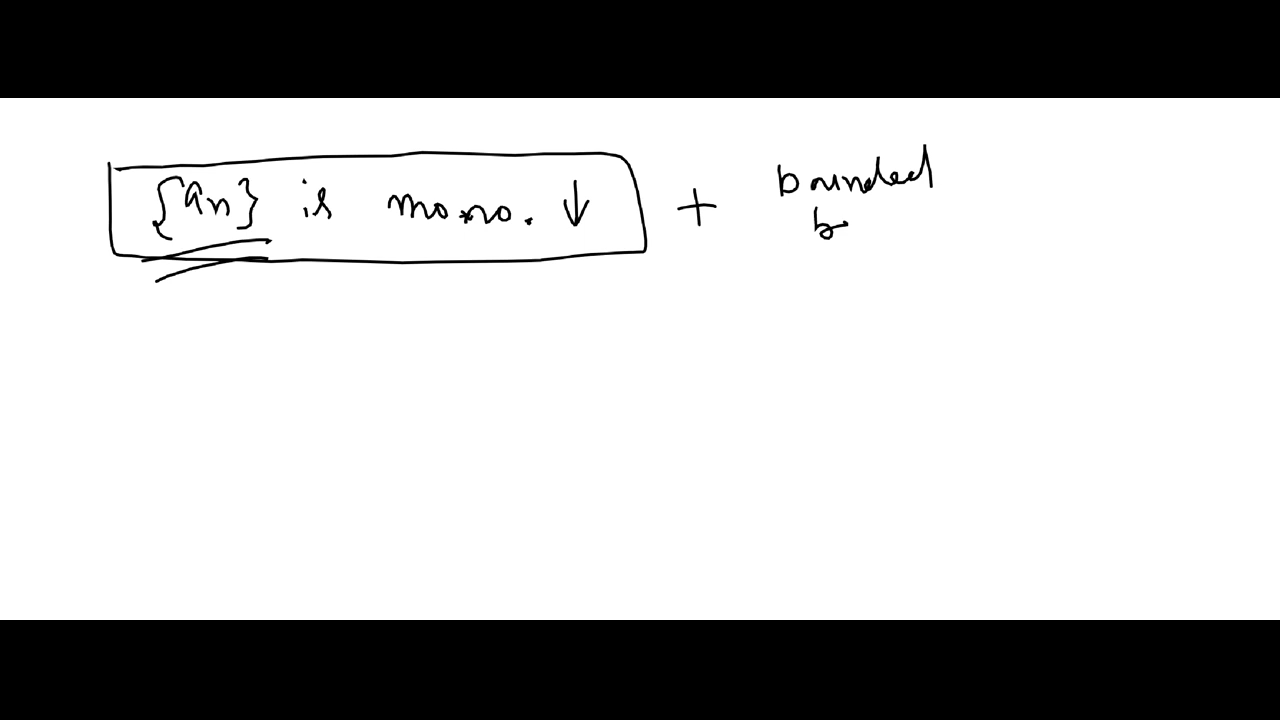 {an} is mono. ↓ + bounded
b